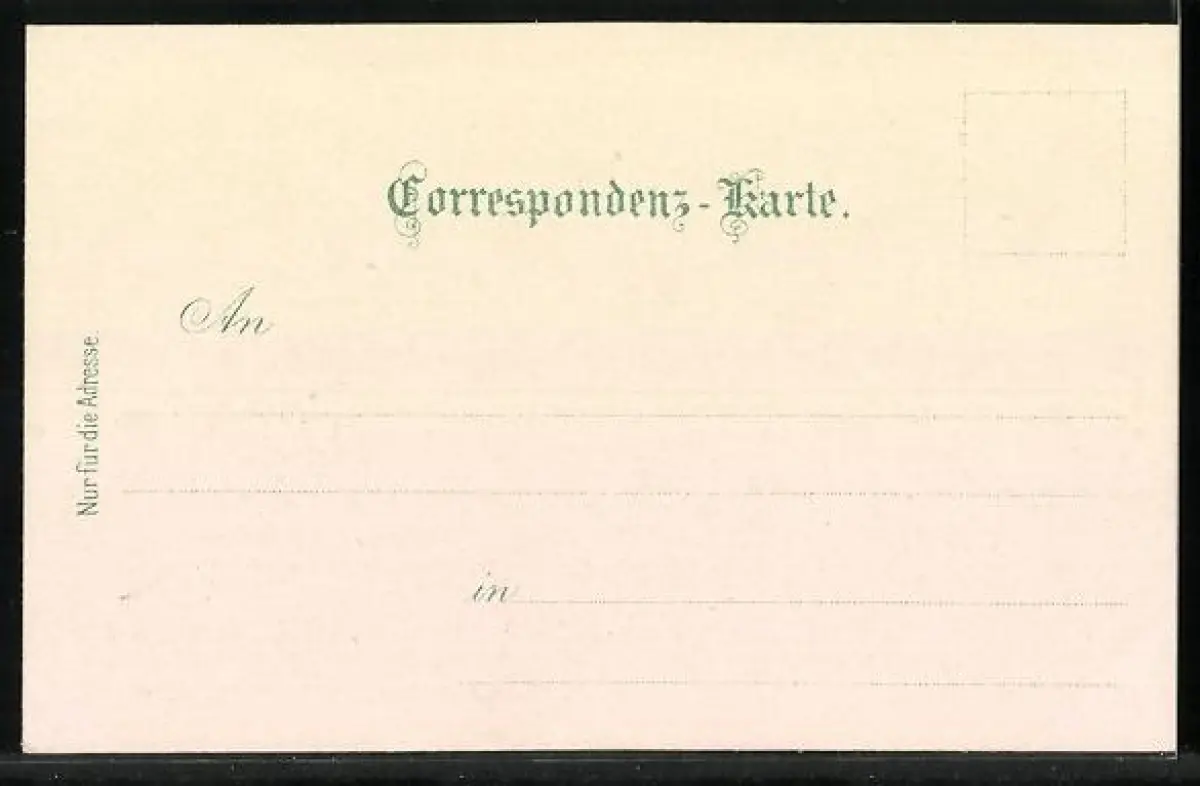 Correspondenz-Karte.
An
Nur für die Adresse.
in